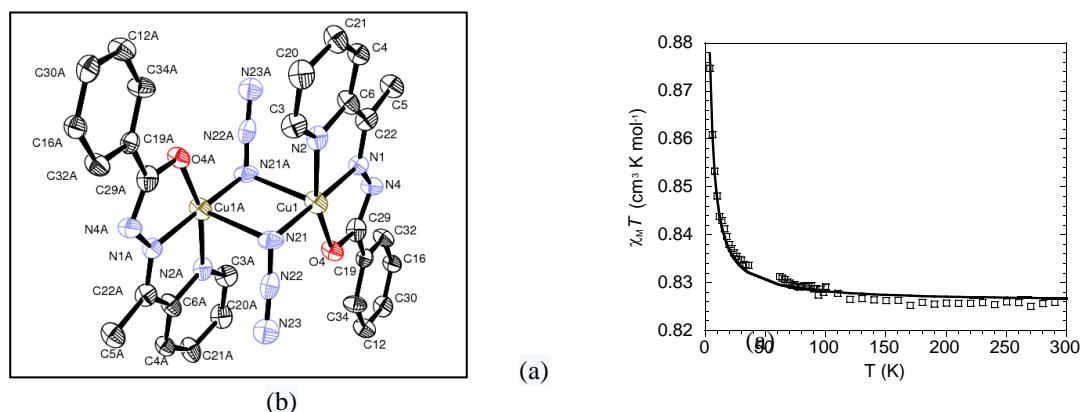 C12A
C30A
C34A
C16A
C19A
C32A
C29A
O4A
N4A
N1A
N2A
C22A
C5A
C6A
C4A
C21A
C20A
C3A
Cu1A
N23A
N22A
N21A
C21
C20
C4
C3
C6
C5
C22
N2
N1
N4
Cu1
N21
N22
N23
O4
C29
C32
C19
C16
C30
C34
C12
(b)
(a)
0.88
0.87
0.86
0.85
0.84
0.83
0.82
χM T (cm3 K mol-1)
(a)
0 50 100 150 200 250 300
T (K)